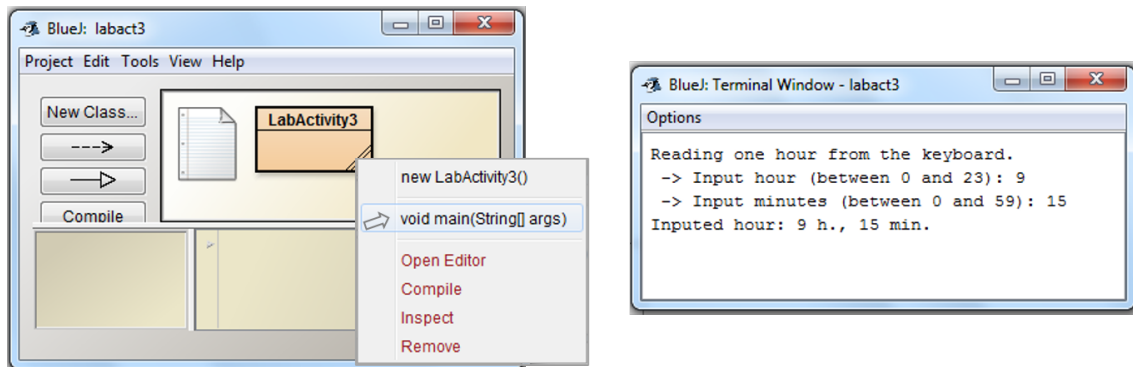 BlueJ: labact3
Project Edit Tools View Help
New Class...
--->
Compile
LabActivity3
new LabActivity3()
void main(String[] args)
Open Editor
Compile
Inspect
Remove
BlueJ: Terminal Window - labact3
Options
Reading one hour from the keyboard.
-> Input hour (between 0 and 23): 9
-> Input minutes (between 0 and 59): 15
Inputed hour: 9 h., 15 min.